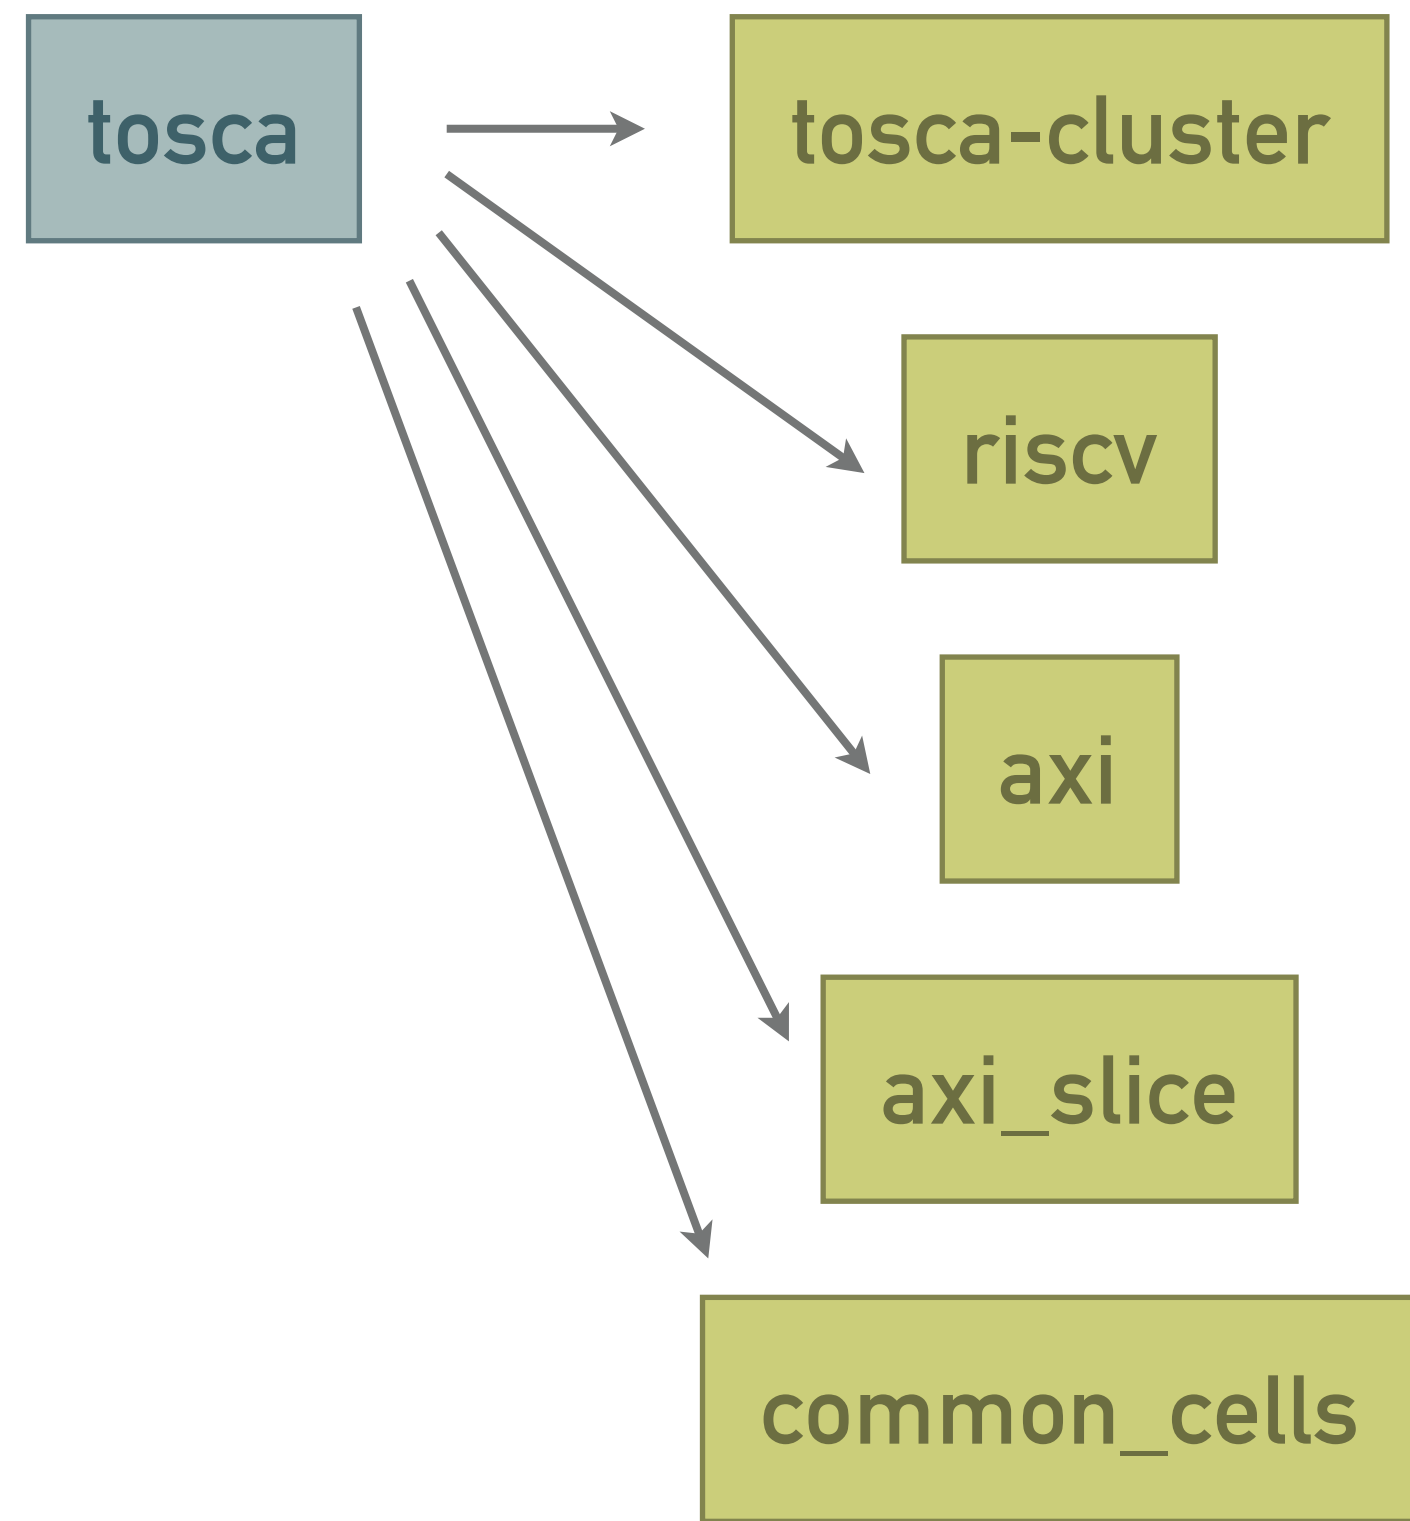 tosca
tosca-cluster
riscv
axi
axi_slice
common_cells